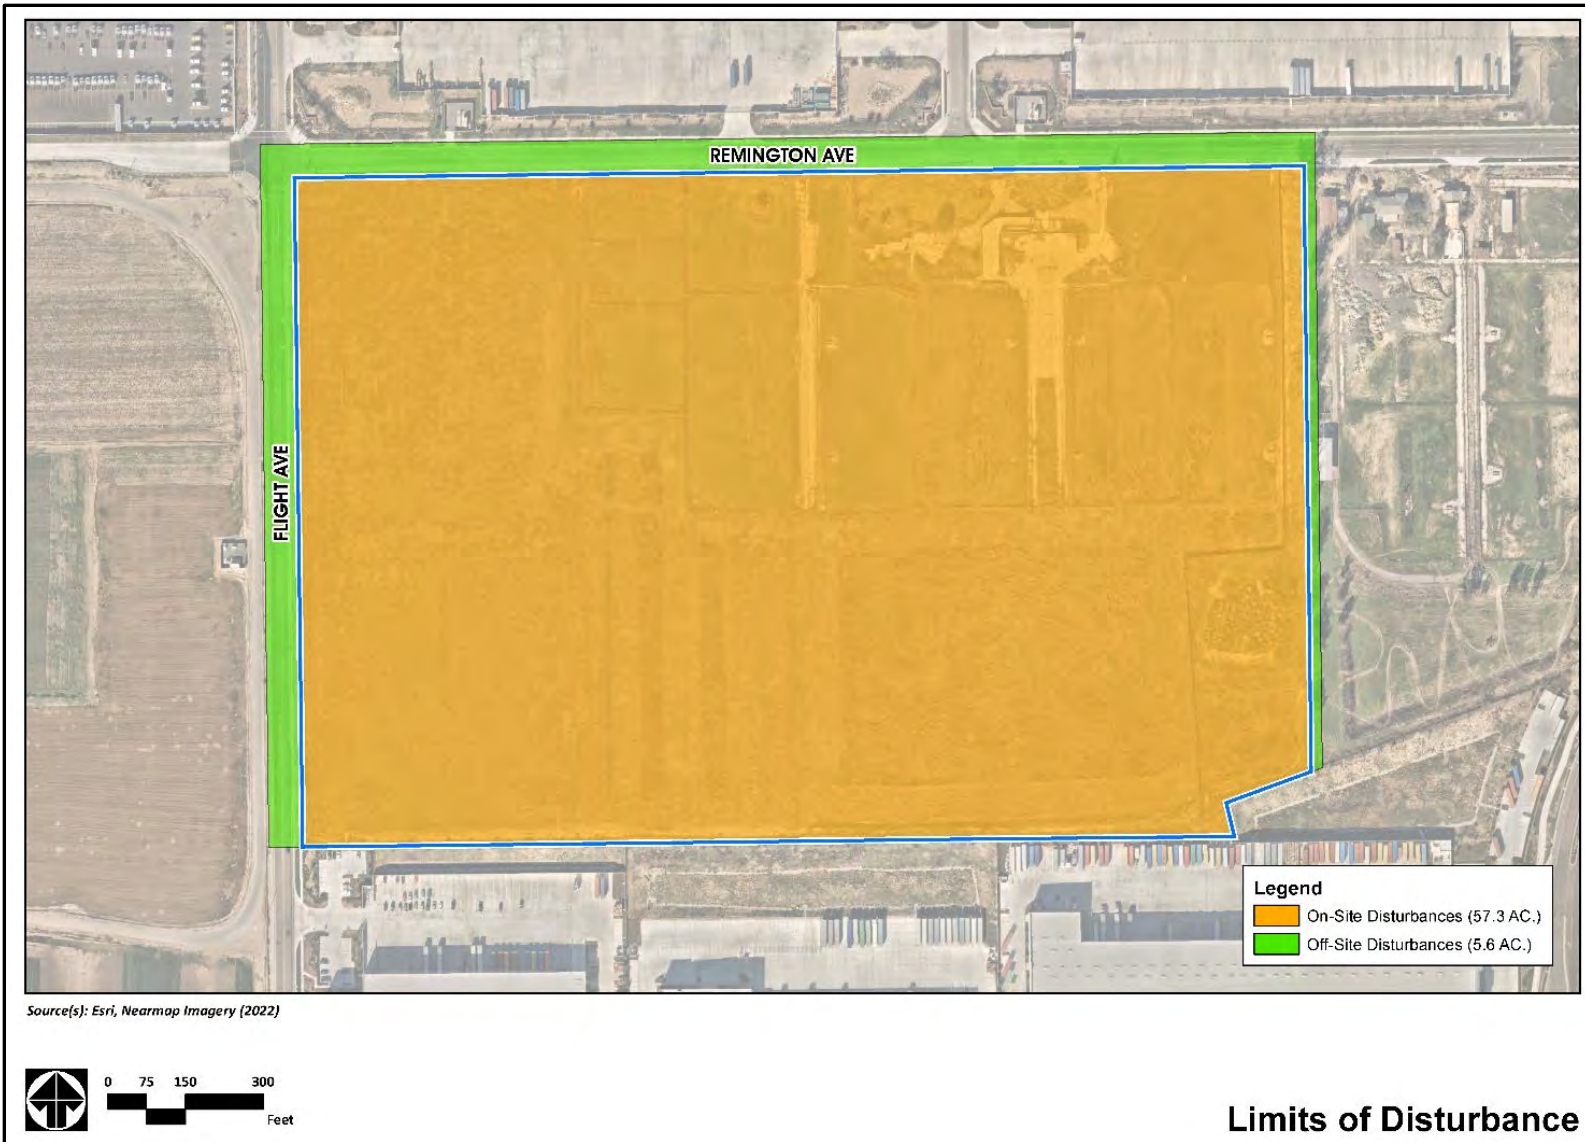 REMINGTON AVE
FLIGHT AVE
Legend
On-Site Disturbances (57.3 AC.)
Off-Site Disturbances (5.6 AC.)
Source(s): Esri, Nearmap Imagery (2022)
0 75 150 300
Feet
Limits of Disturbance